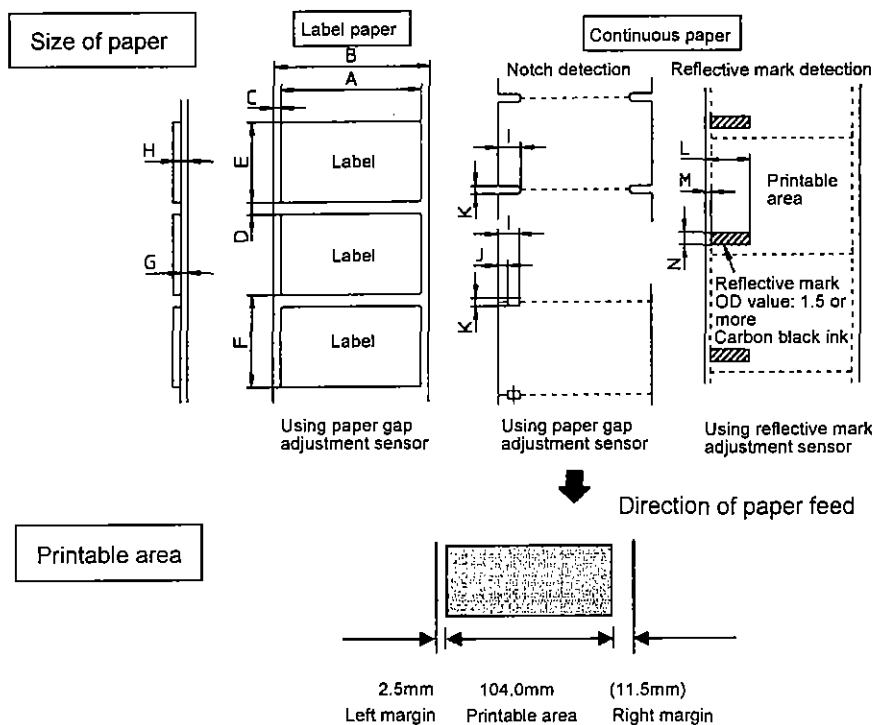 Size of paper
Label paper
Continuous paper
B
A
C
H
E
Label
D
G
Label
F
Label
Using paper gap
adjustment sensor
Notch detection
I
K
I
J
K
Using paper gap
adjustment sensor
Reflective mark detection
L
M
Printable
area
N
Reflective mark
OD value: 1.5 or
more
Carbon black ink
Using reflective mark
adjustment sensor
Direction of paper feed
Printable area
2.5mm 104.0mm (11.5mm)
Left margin Printable area Right margin